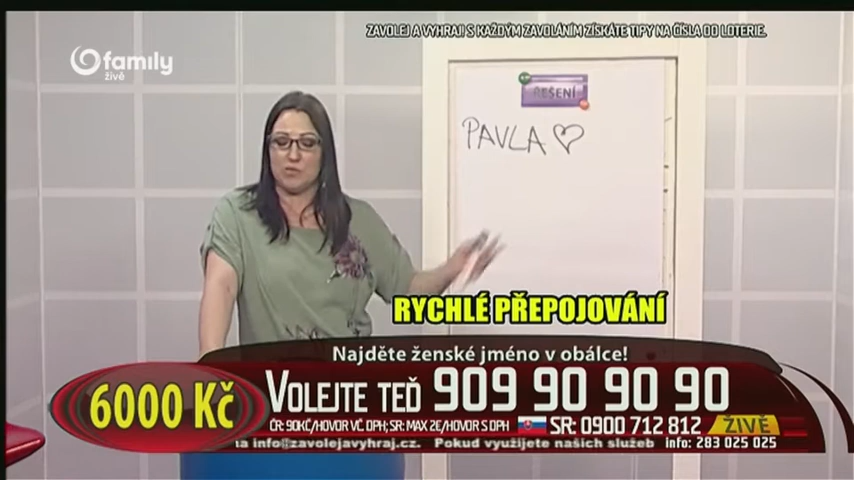 ZAVOLEJ A VYHRAJ S KAŽDÝM ZAVOLÁNÍM ZÍSKÁTE TIPY NA ČÍSLA DO LOTERIE.
family
živě
ŘEŠENÍ
PAVLA♡
RYCHLÉ PŘEPOJOVÁNÍ
Najděte ženské jméno v obálce!
6000 Kč
VOLEJTE TEĎ 909 90 90 90
ČR: 90KČ/HOVOR VČ. DPH; SR: MAX 2E/HOVOR S DPH SR: 0900 712 812 ŽIVĚ
na info@zavolejavyhraj.cz. Pokud využijete našich služeb info: 283 025 025